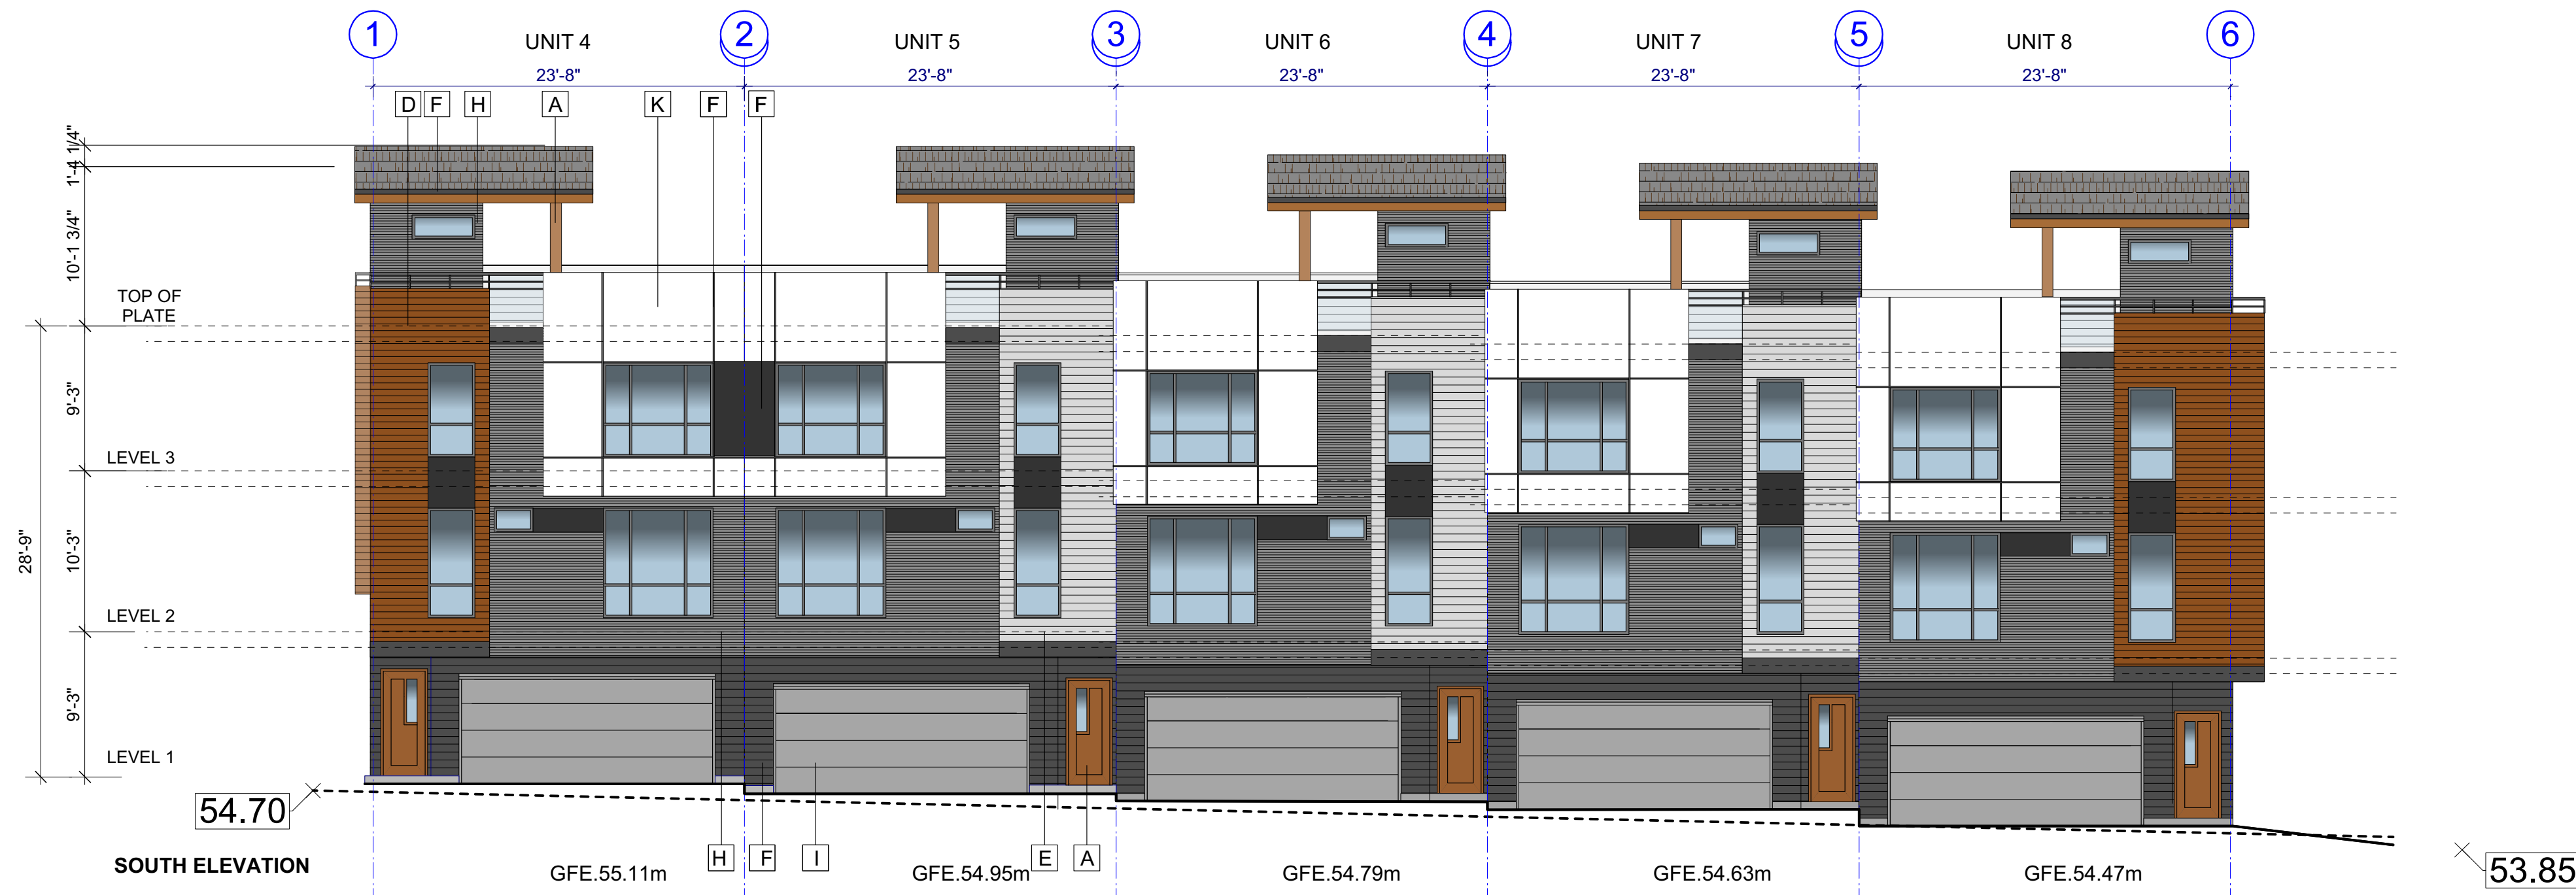 1 UNIT 4 2 UNIT 5 3 UNIT 6 4 UNIT 7 5 UNIT 8 6
23'-8" 23'-8" 23'-8" 23'-8" 23'-8"
D F H A K F F
1'-4 1/4"
10'-1 3/4"
TOP OF
PLATE
9'-3"
LEVEL 3
28'-9"
10'-3"
LEVEL 2
9'-3"
LEVEL 1
54.70
SOUTH ELEVATION
H F I E A
GFE.55.11m GFE.54.95m GFE.54.79m GFE.54.63m GFE.54.47m
53.85